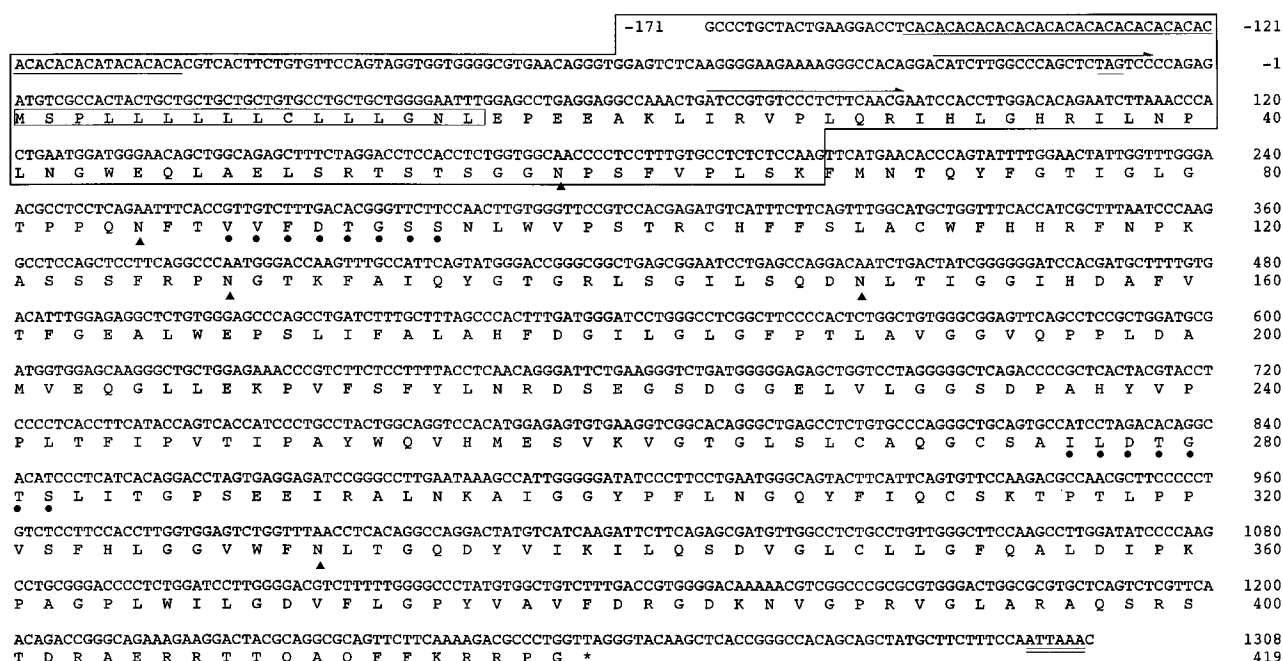 -171 GCCCTGCTACTGAAGGACCTCACACACACACACACACACACACACACACAC -121
ACACACACATACACACACGTCACTTCTGTGTTCCAGTAGGTGGTGGGGCGTGAACAGGGTGGAGTCTCAAGGGGAAGAAAAGGGCCACAGGACATCTTGGCCCAGCTCTAGTCCCCAGAG -1
ATGTCGCCACTACTGCTGCTGCTGCTGTGCCTGCTGCTGGGGAATTTGGAGCCTGAGGAGGCCAAACTGATCCGTGTCCCTCTTCAACGAATCCACCTTGGACACAGAATCTTAAACCCA 120
M S P L L L L L L C L L L G N L E P E E A K L I R V P L Q R I H L G H R I L N P 40
CTGAATGGATGGGAACAGCTGGCAGAGCTTTCTAGGACCTCCACCTCTGGTGGCAACCCCTCCTTTGTGCCTCTCTCCAAGTTCATGAACACCCAGTATTTTGGAACTATTGGTTTGGGA 240
L N G W E Q L A E L S R T S T S G G N P S F V P L S K F M N T Q Y F G T I G L G 80
ACGCCTCCTCAGAATTTCACCGTTGTCTTTGACACGGGTTCTTCCAACTTGTGGGTTCCGTCCACGAGATGTCATTTCTTCAGTTTGGCATGCTGGTTTCACCATCGCTTTAATCCCAAG 360
T P P Q N F T V V F D T G S S N L W V P S T R C H F F S L A C W F H H R F N P K 120
GCCTCCAGCTCCTTCAGGCCCAATGGGACCAAGTTTGCCATTCAGTATGGGACCGGGCGGCTGAGCGGAATCCTGAGCCAGGACAATCTGACTATCGGGGGGATCCACGATGCTTTTGTG 480
A S S S F R P N G T K F A I Q Y G T G R L S G I L S Q D N L T I G G I H D A F V 160
ACATTTGGAGAGGCTCTGTGGGAGCCCAGCCTGATCTTTGCTTTAGCCCACTTTGATGGGATCCTGGGCCTCGGCTTCCCCACTCTGGCTGTGGGCGGAGTTCAGCCTCCGCTGGATGCG 600
T F G E A L W E P S L I F A L A H F D G I L G L G F P T L A V G G V Q P P L D A 200
ATGGTGGAGCAAGGGCTGCTGGAGAAACCCGTCTTCTCCTTTTACCTCAACAGGGATTCTGAAGGGTCTGATGGGGGAGAGCTGGTCCTAGGGGGCTCAGACCCCGCTCACTACGTACCT 720
M V E Q G L L E K P V F S F Y L N R D S E G S D G G E L V L G G S D P A H Y V P 240
CCCCTCACCTTCATACCAGTCACCATCCCTGCCTACTGGCAGGTCCACATGGAGAGTGTGAAGGTCGGCACAGGGCTGAGCCTCTGTGCCCAGGGCTGCAGTGCCATCCTAGACACAGGC 840
P L T F I P V T I P A Y W Q V H M E S V K V G T G L S L C A Q G C S A I L D T G 280
ACATCCCTCATCACAGGACCTAGTGAGGAGATCCGGGCCTTGAATAAAGCCATTGGGGGATATCCTTTCCTGAATGGGCAGTACTTCATTCAGTGTTCCAAGACGCCAACGCTTCCCCCT 960
T S L I T G P S E E I R A L N K A I G G Y P F L N G Q Y F I Q C S K T P T L P P 320
GTCTCCTTCCACCTTGGTGGAGTCTGGTTTAACCTCACAGGCCAGGACTATGTCATCAAGATTCTTCAGAGCGATGTTGGCCTCTGCCTGTTGGGCTTCCAAGCCTTGGATATCCCCAAG 1080
V S F H L G G V W F N L T G Q D Y V I K I L Q S D V G L C L L G F Q A L D I P K 360
CCTGCGGGACCCCTCTGGATCCTTGGGGACGTCTTTTTGGGGCCCTATGTGGCTGTCTTTGACCGTGGGGACAAAAACGTCGGCCCGCGCGTGGGACTGGCGCGTGCTCAGTCTCGTTCA 1200
P A G P L W I L G D V F L G P Y V A V F D R G D K N V G P R V G L A R A Q S R S 400
ACAGACCGGGCAGAAAGAAGGACTACGCAGGCGCAGTTCTTCAAAAGACGCCCTGGTTAGGGTACAAGCTCACCGGGCCACAGCAGCTATGCTTCTTTCCAATTAAAC 1308
T D R A E R R T T Q A Q F F K R R P G * 419